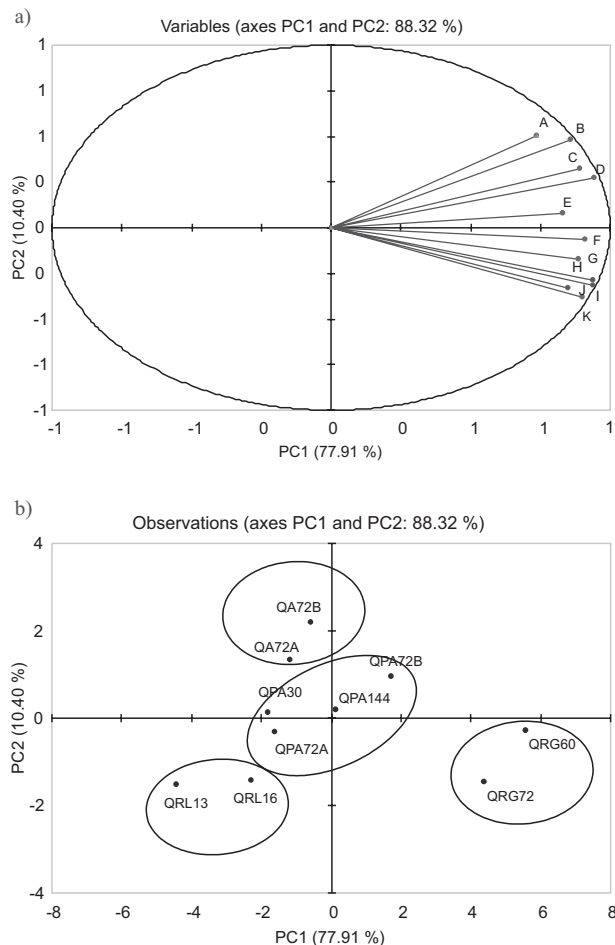 a)
Variables (axes PC1 and PC2: 88.32 %)
1
1
1
0
0
0
-1
-1
-1
PC2 (10.40 %)
A
B
C
D
E
F
G
H
I
J
K
-1 -1 -1 0 0 0 1 1 1
PC1 (77.91 %)
b)
Observations (axes PC1 and PC2: 88.32 %)
4
2
0
-2
-4
PC2 (10.40 %)
QA72B
QA72A
QPA72B
QPA30
QPA144
QPA72A
QRG60
QRG72
QRL13
QRL16
-8 -6 -4 -2 0 2 4 6 8
PC1 (77.91 %)